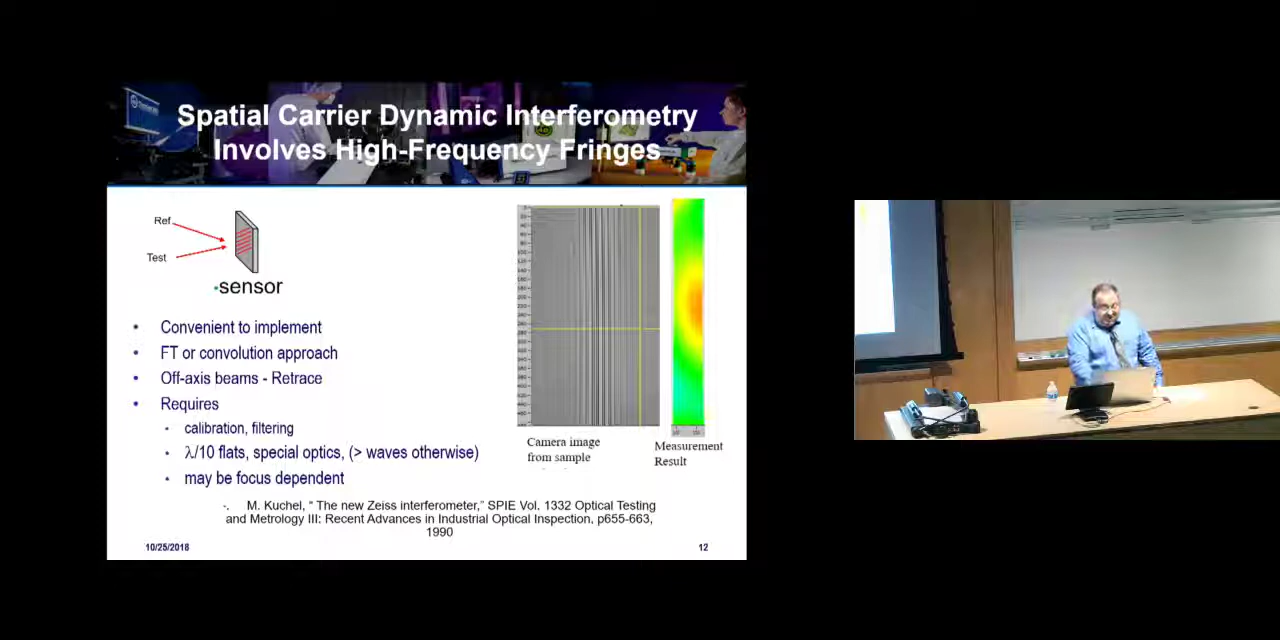 Spatial Carrier Dynamic Interferometry
Involves High-Frequency Fringes
Ref
Test
sensor
• Convenient to implement
• FT or convolution approach
• Off-axis beams - Retrace
• Requires
• calibration, filtering
• λ/10 flats, special optics, (> waves otherwise)
• may be focus dependent
Camera image
from sample
Measurement
Result
M. Kuchel, " The new Zeiss interferometer," SPIE Vol. 1332 Optical Testing
and Metrology III: Recent Advances in Industrial Optical Inspection, p655-663,
1990
10/25/2018
12